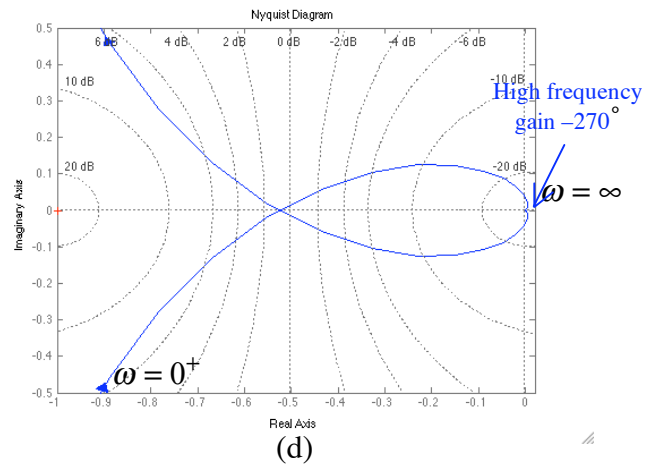 Nyquist Diagram
0.5
6 dB 4 dB 2 dB 0 dB -2 dB -4 dB -6 dB
0.4
10 dB -10 dB
High frequency
gain –270°
0.3
0.2
20 dB -20 dB
0.1
ω = ∞
Imaginary Axis
0
-0.1
-0.2
-0.3
-0.4
ω = 0⁺
-0.5
-1 -0.9 -0.8 -0.7 -0.6 -0.5 -0.4 -0.3 -0.2 -0.1 0
Real Axis
(d)